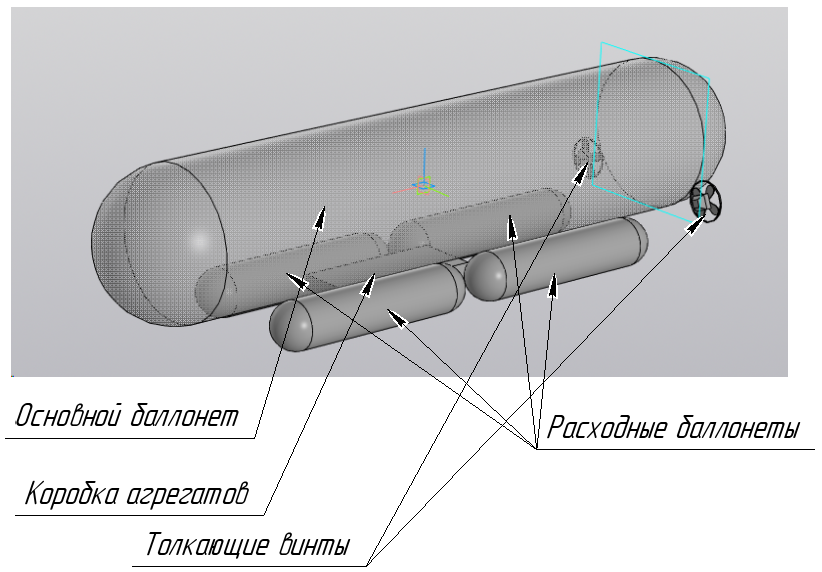 Основной баллонет
Расходные баллонеты
Коробка агрегатов
Толкающие винты